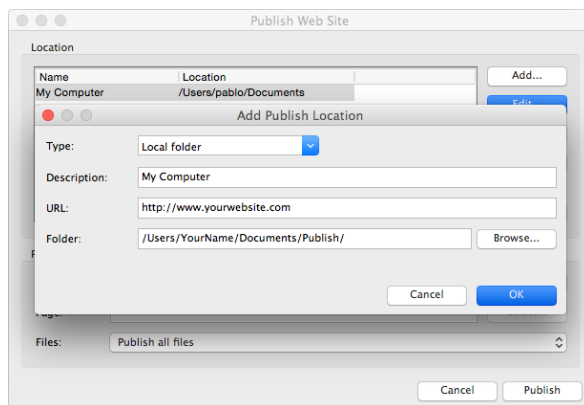 Publish Web Site
Location
Name Location
My Computer /Users/pablo/Documents
Add...
Add Publish Location
Type: Local folder
Description: My Computer
URL: http://www.yourwebsite.com
Folder: /Users/YourName/Documents/Publish/ Browse...
Cancel OK
Files: Publish all files
Cancel Publish